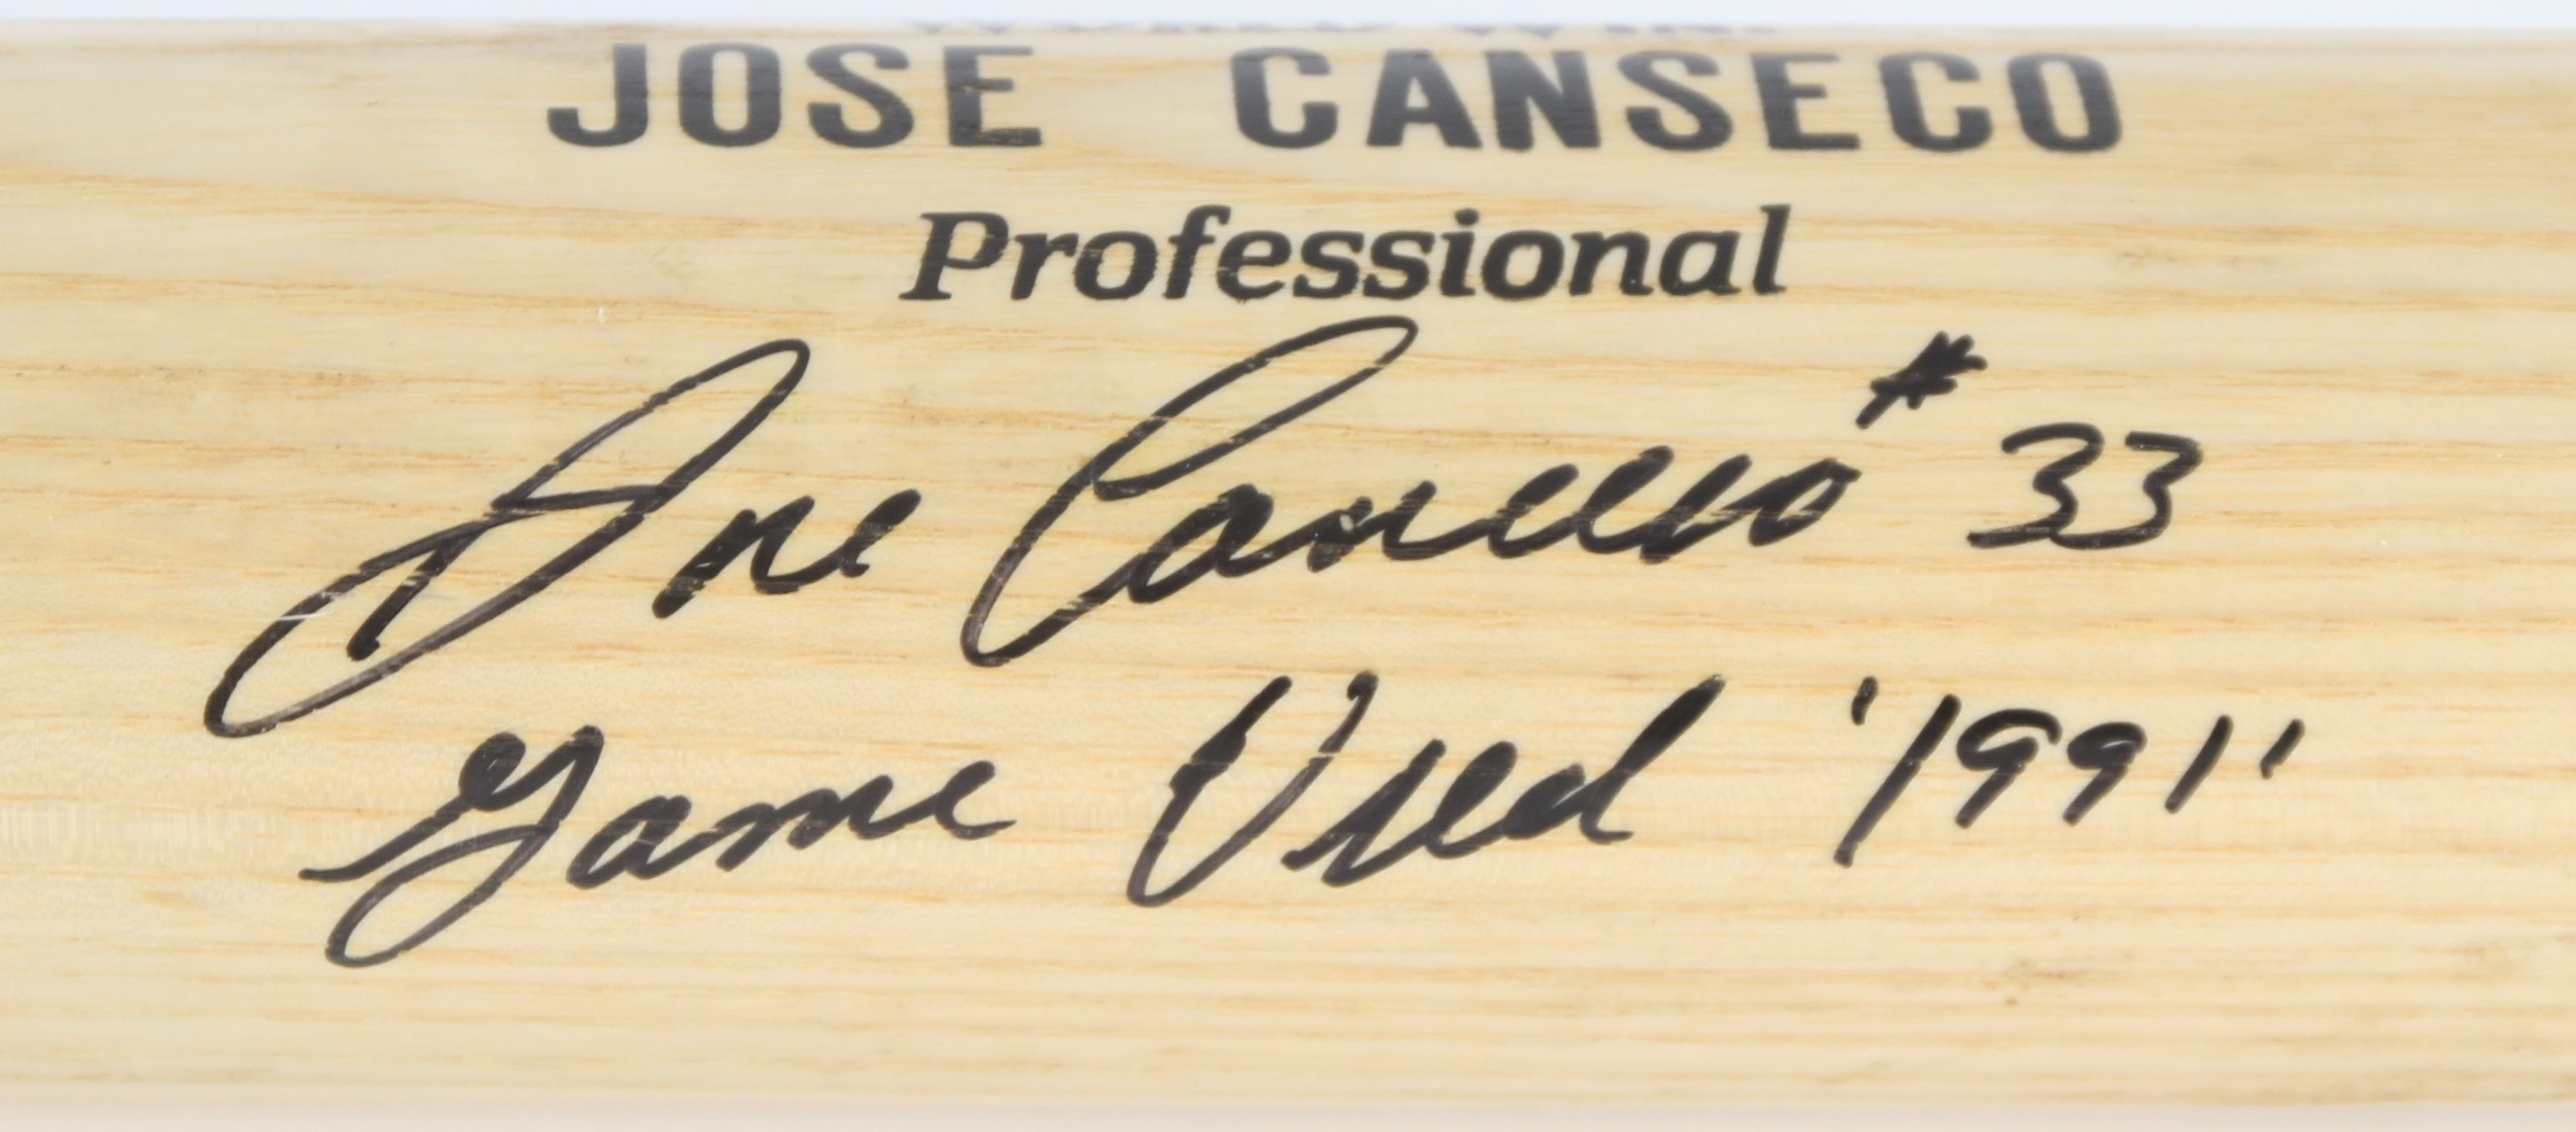 JOSE CANSECO
Professional
Jose Canseco #33
Game Used '1991'